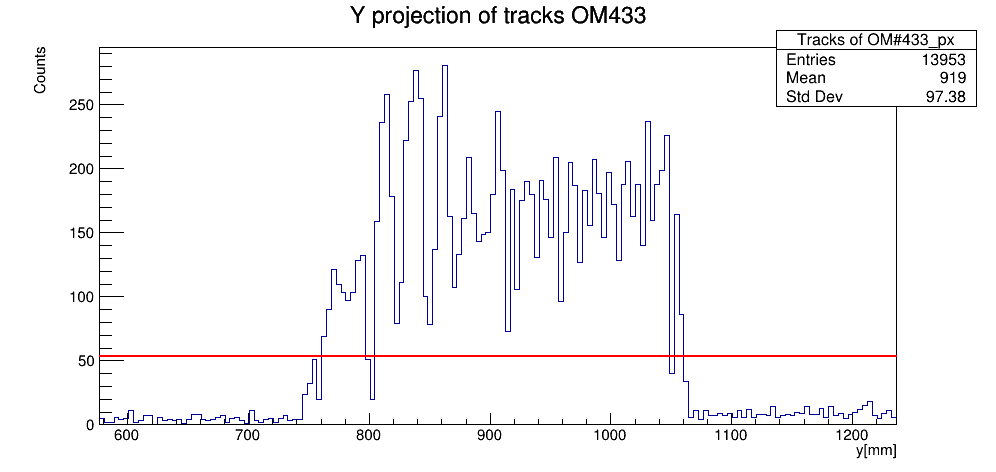 Y projection of tracks OM433
Tracks of OM#433_px
Entries 13953
Mean 919
Std Dev 97.38
Counts
250
200
150
100
50
0
600 700 800 900 1000 1100 1200
y[mm]